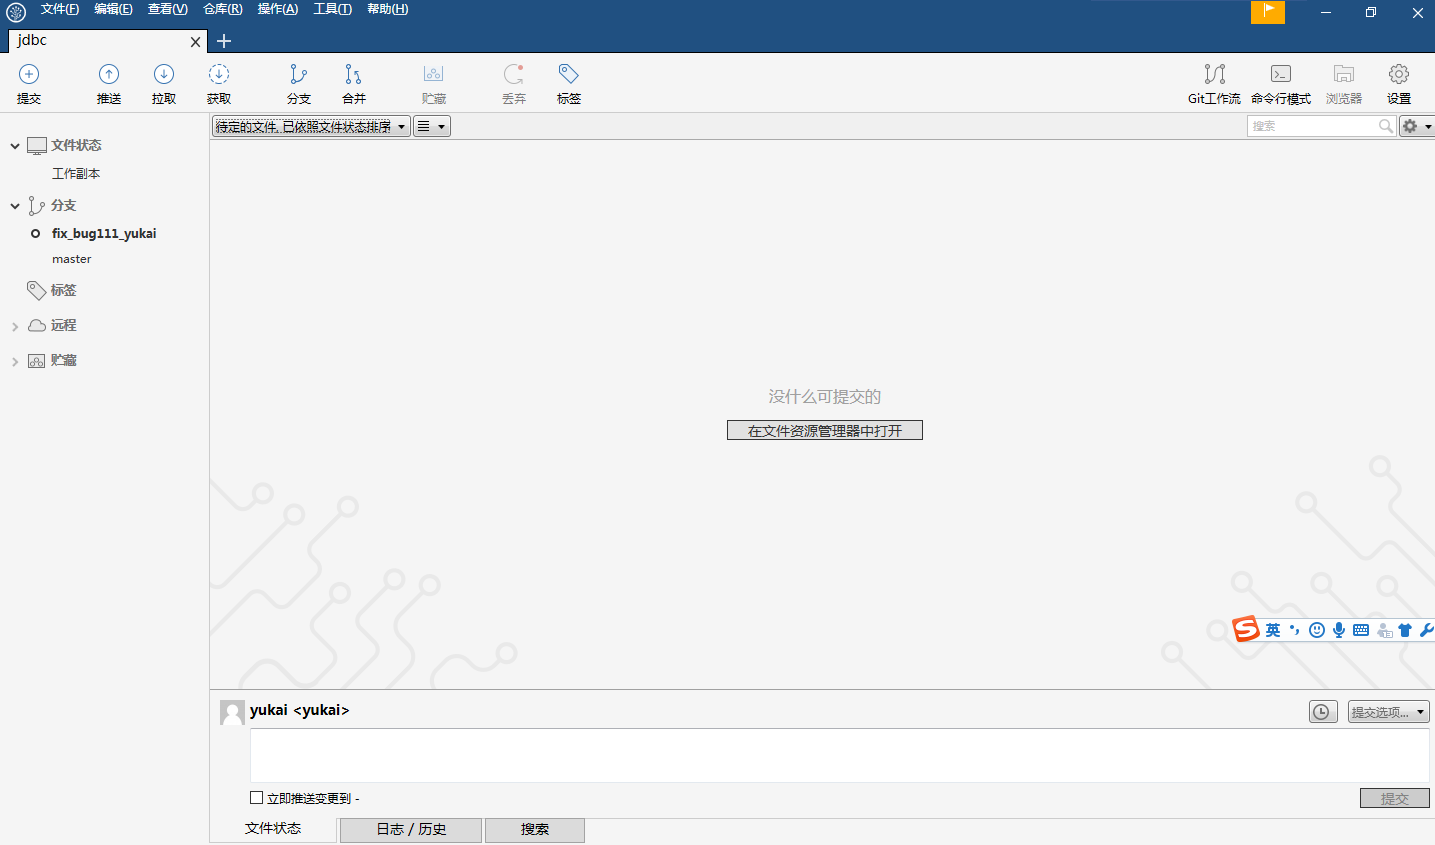 文件(F) 编辑(E) 查看(V) 仓库(R) 操作(A) 工具(T) 帮助(H)
jdbc
提交 推送 拉取 获取 分支 合并 贮藏 丢弃 标签 Git工作流 命令行模式 浏览器 设置
待定的文件, 已依照文件状态排序
搜索
文件状态
工作副本
分支
fix_bug111_yukai
master
标签
远程
贮藏
没什么可提交的
在文件资源管理器中打开
英
yukai <yukai>
提交选项...
立即推送变更到 -
提交
文件状态 日志 / 历史 搜索